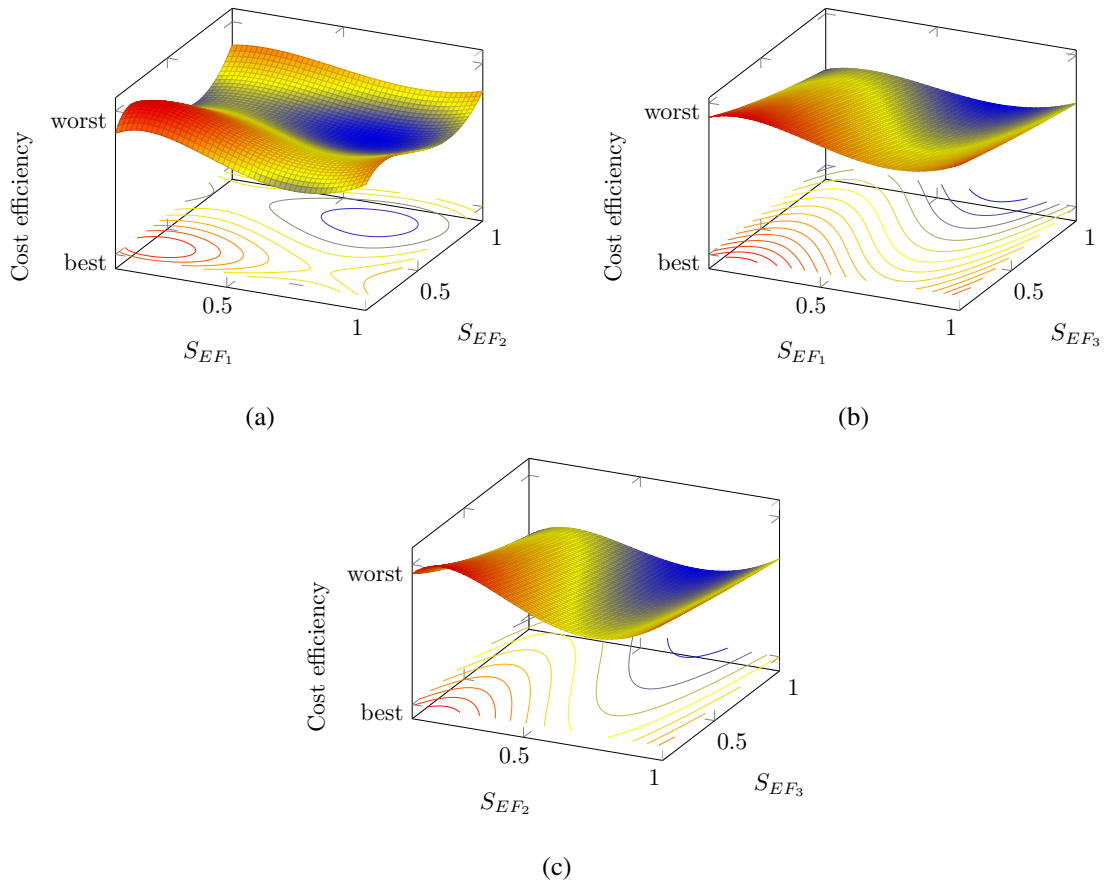 worst
best
Cost efficiency
0.5
1
0.5
1
S_{EF_1}
S_{EF_2}
(a)
worst
best
Cost efficiency
0.5
1
0.5
1
S_{EF_1}
S_{EF_3}
(b)
worst
best
Cost efficiency
0.5
1
0.5
1
S_{EF_2}
S_{EF_3}
(c)